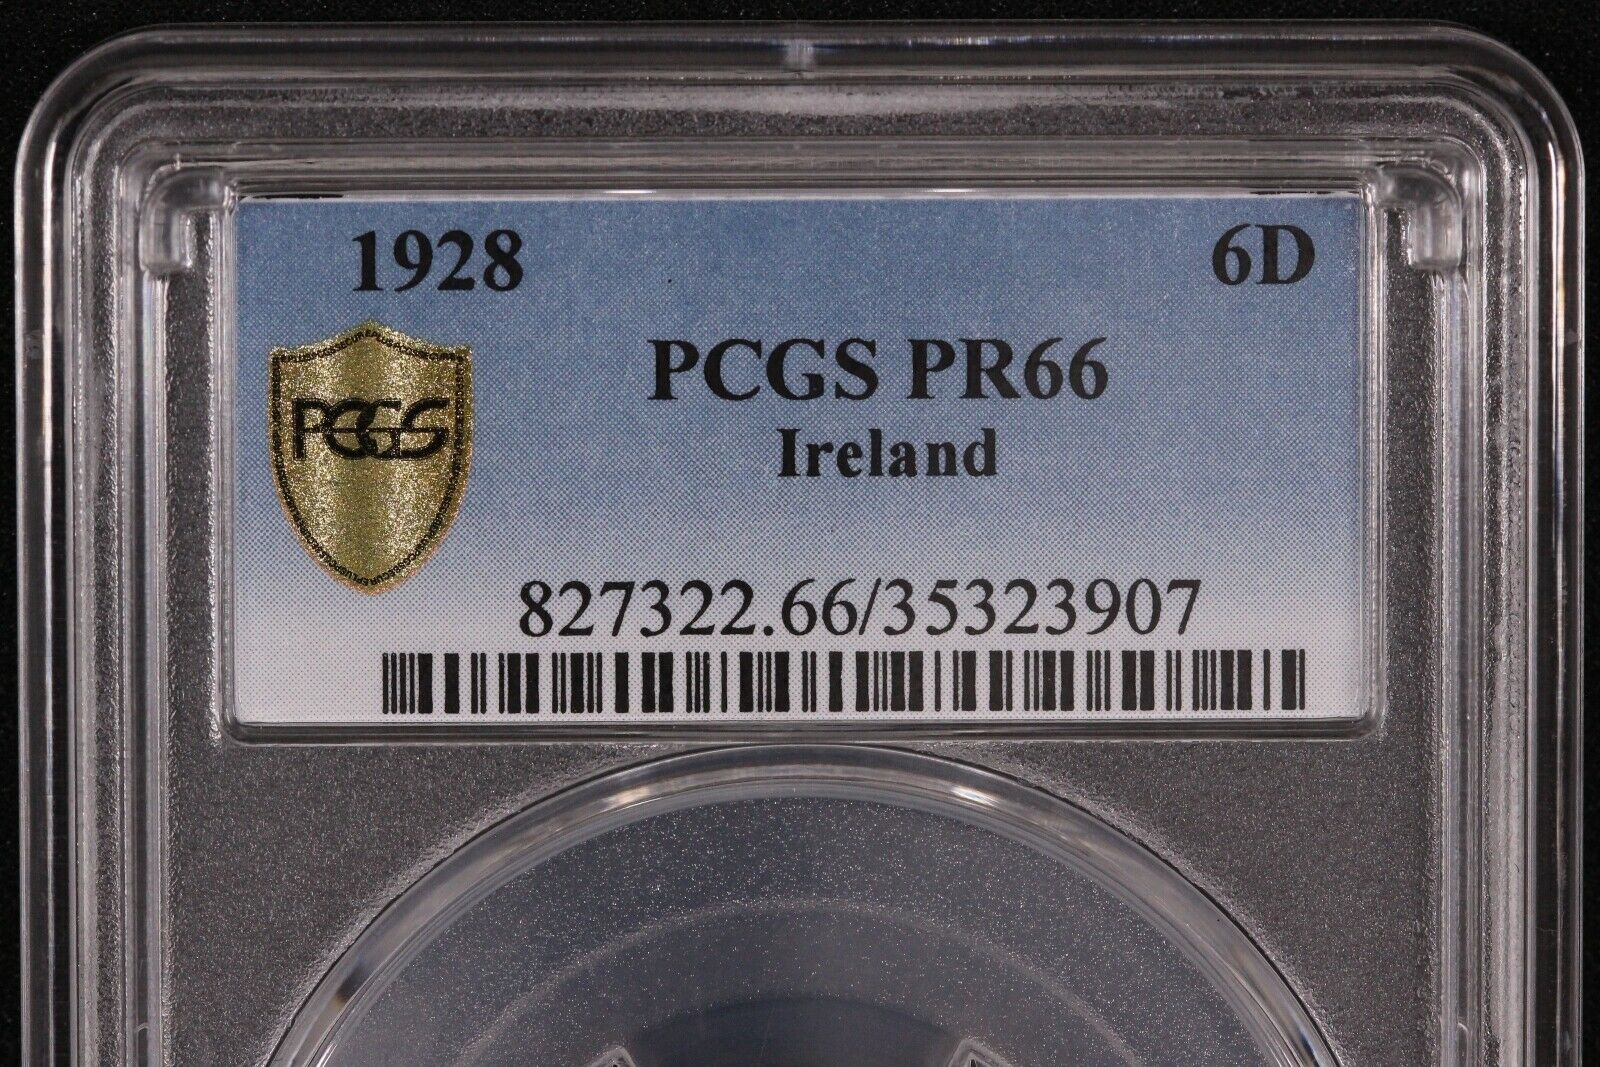 1928 6D
PCGS PR66
Ireland
PCGS
827322.66/35323907